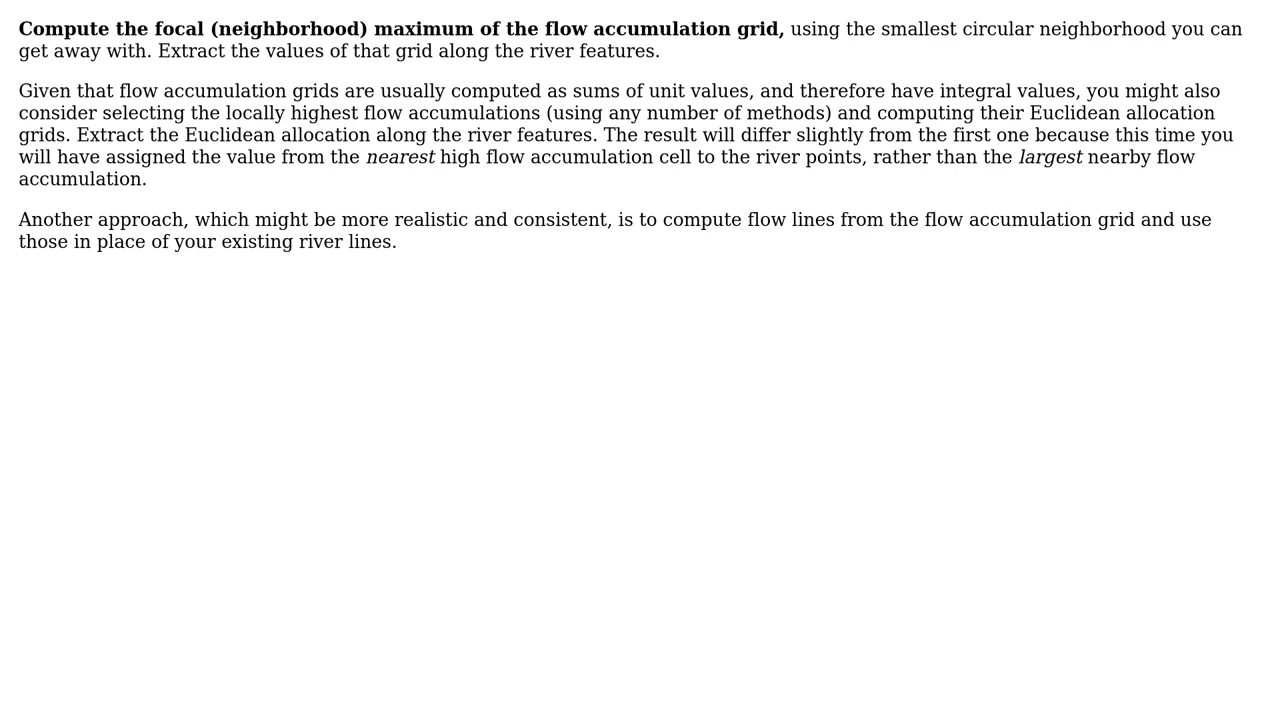 Compute the focal (neighborhood) maximum of the flow accumulation grid, using the smallest circular neighborhood you can
get away with. Extract the values of that grid along the river features.
Given that flow accumulation grids are usually computed as sums of unit values, and therefore have integral values, you might also
consider selecting the locally highest flow accumulations (using any number of methods) and computing their Euclidean allocation
grids. Extract the Euclidean allocation along the river features. The result will differ slightly from the first one because this time you
will have assigned the value from the nearest high flow accumulation cell to the river points, rather than the largest nearby flow
accumulation.
Another approach, which might be more realistic and consistent, is to compute flow lines from the flow accumulation grid and use
those in place of your existing river lines.